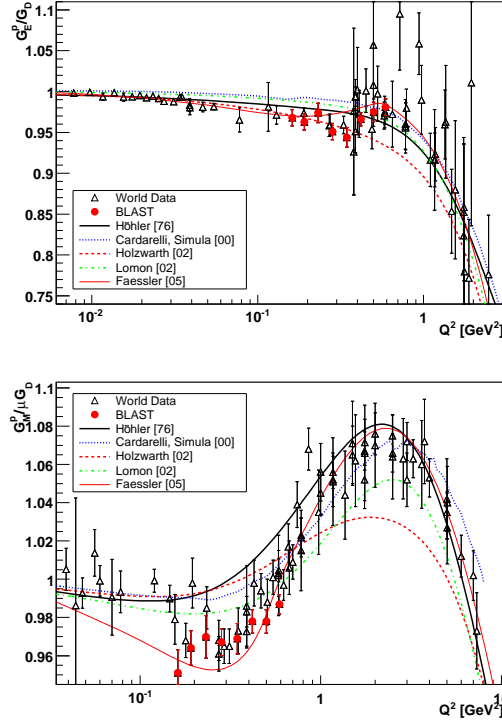 G_E^p/G_D
1.1
1.05
1
0.95
0.9
0.85
0.8
0.75
World Data
BLAST
Höhler [76]
Cardarelli, Simula [00]
Holzwarth [02]
Lomon [02]
Faessler [05]
10^-2
10^-1
1
Q^2 [GeV^2]
G_M^p/μG_D
1.1
1.08
1.06
1.04
1.02
1
0.98
0.96
World Data
BLAST
Höhler [76]
Cardarelli, Simula [00]
Holzwarth [02]
Lomon [02]
Faessler [05]
10^-1
1
10
Q^2 [GeV^2]